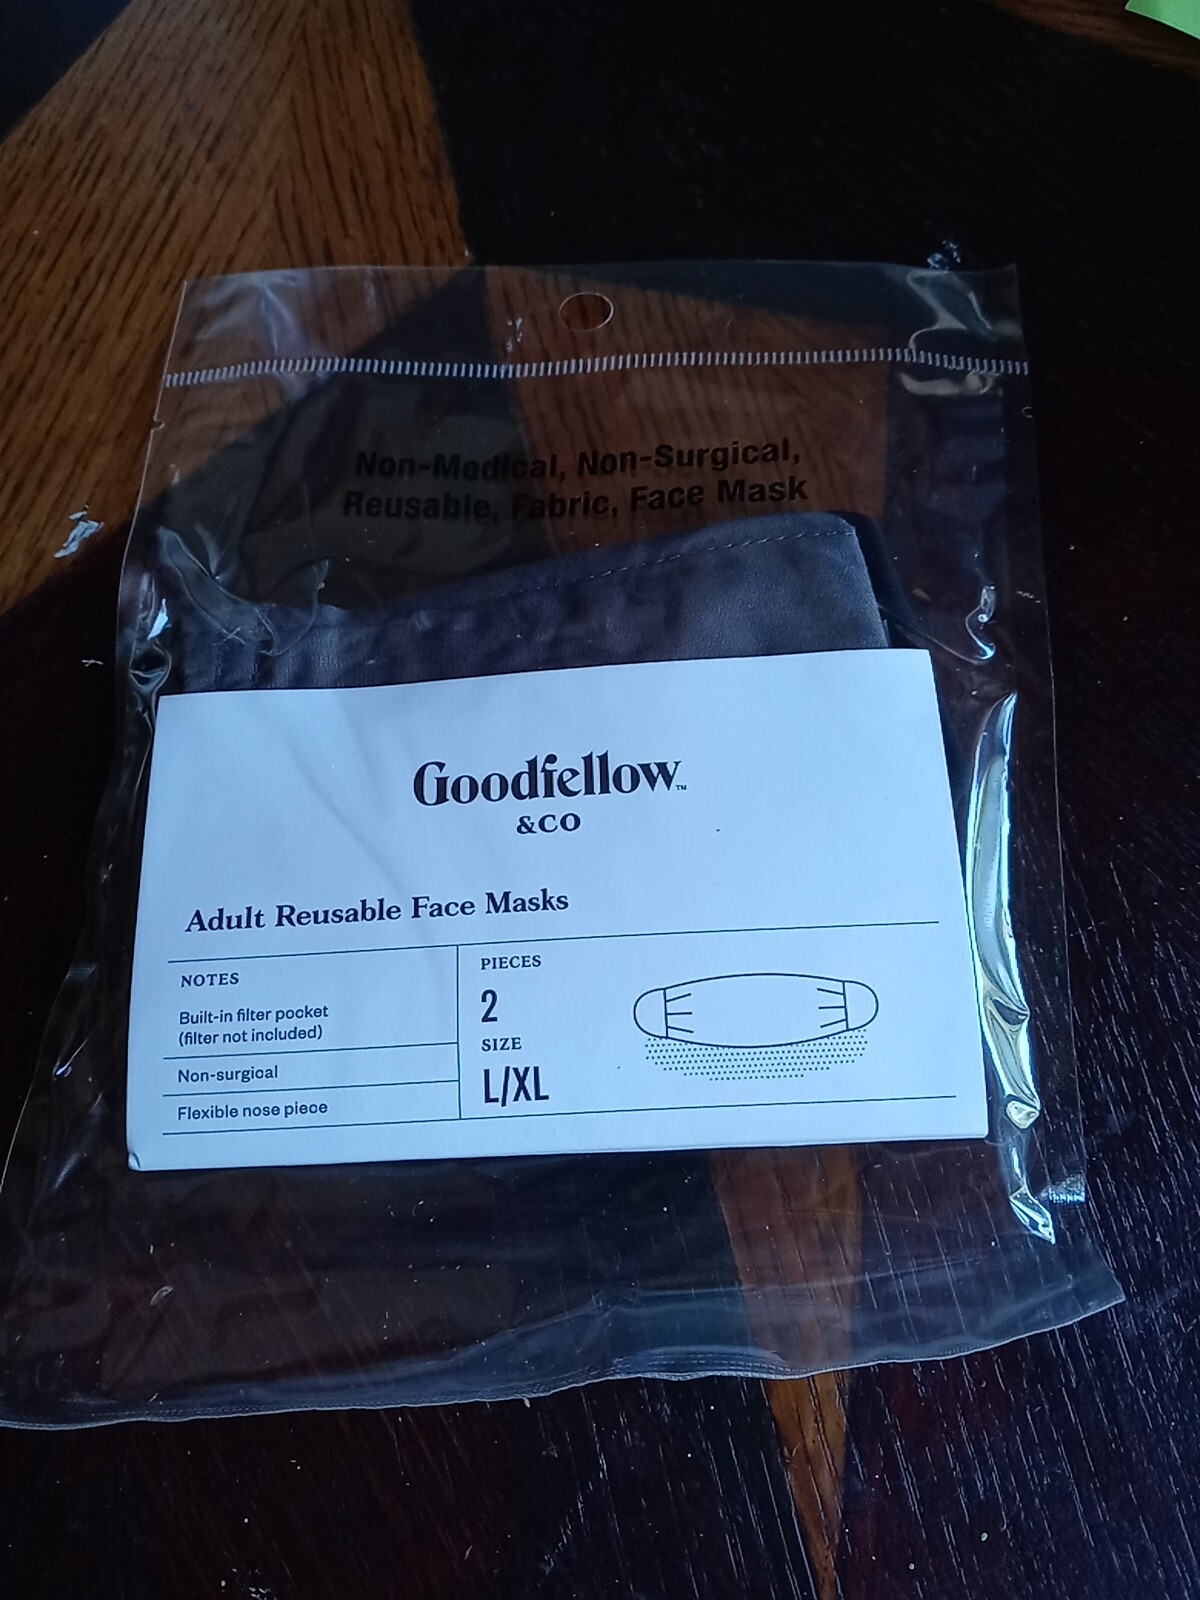 Non-Medical, Non-Surgical,
Reusable, Fabric, Face Mask
Goodfellow™
&CO
Adult Reusable Face Masks
NOTES
Built-in filter pocket
(filter not included)
Non-surgical
Flexible nose piece
PIECES
2
SIZE
L/XL